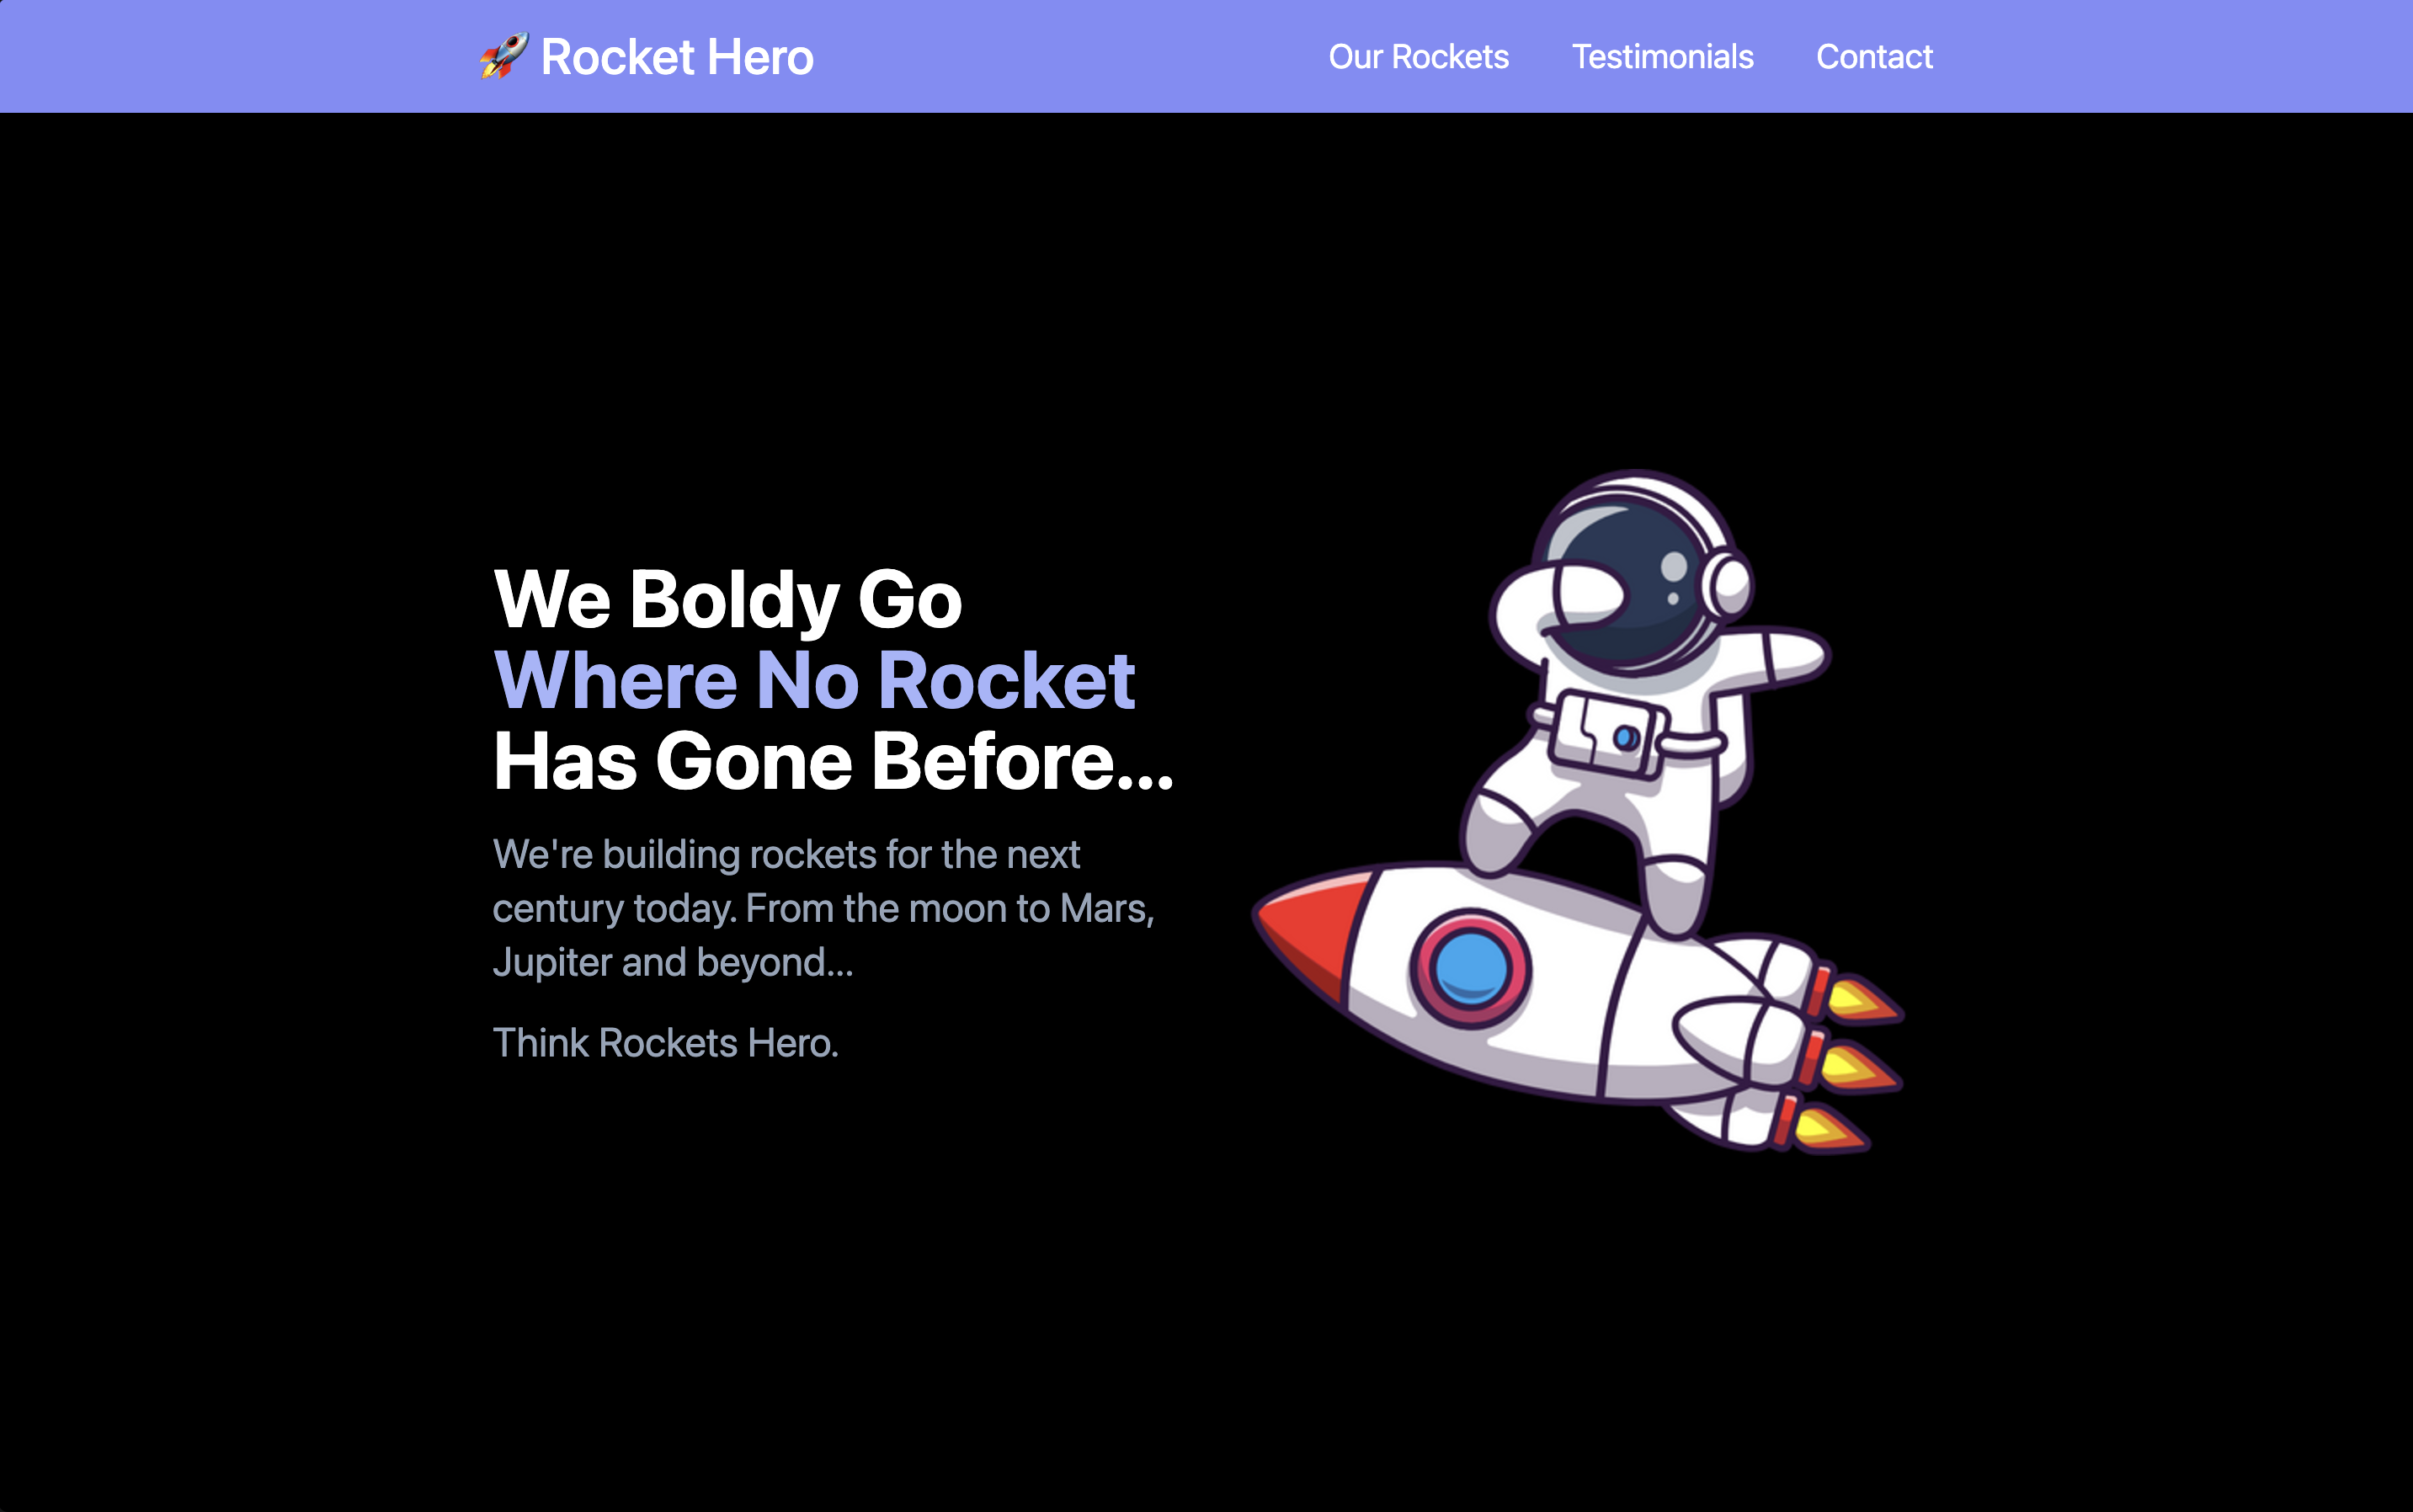 🚀 Rocket Hero
Our Rockets
Testimonials
Contact
We Boldy Go
Where No Rocket
Has Gone Before...
We're building rockets for the next
century today. From the moon to Mars,
Jupiter and beyond...
Think Rockets Hero.